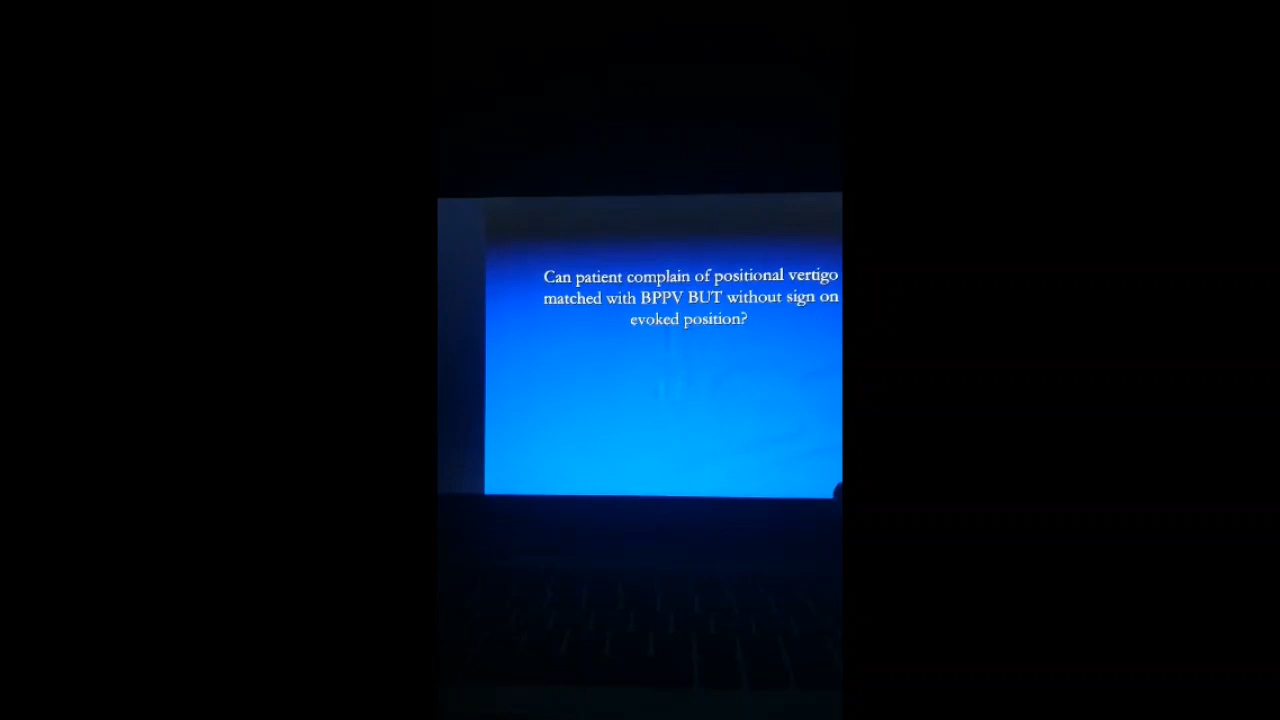 Can patient complain of positional vertigo
matched with BPPV BUT without sign on
evoked position?